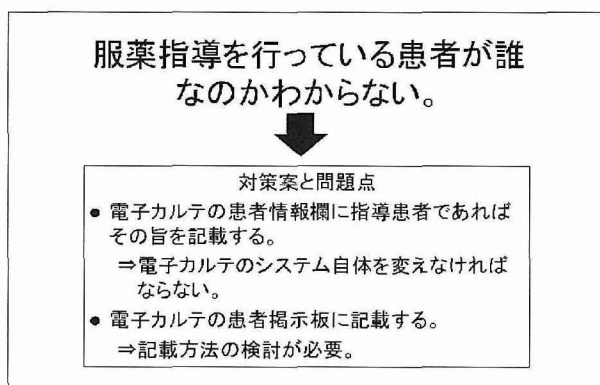 服薬指導を行っている患者が誰
なのかわからない。
対策案と問題点
● 電子カルテの患者情報欄に指導患者であれば
その旨を記載する。
⇒電子カルテのシステム自体を変えなければ
ならない。
● 電子カルテの患者掲示板に記載する。
⇒記載方法の検討が必要。